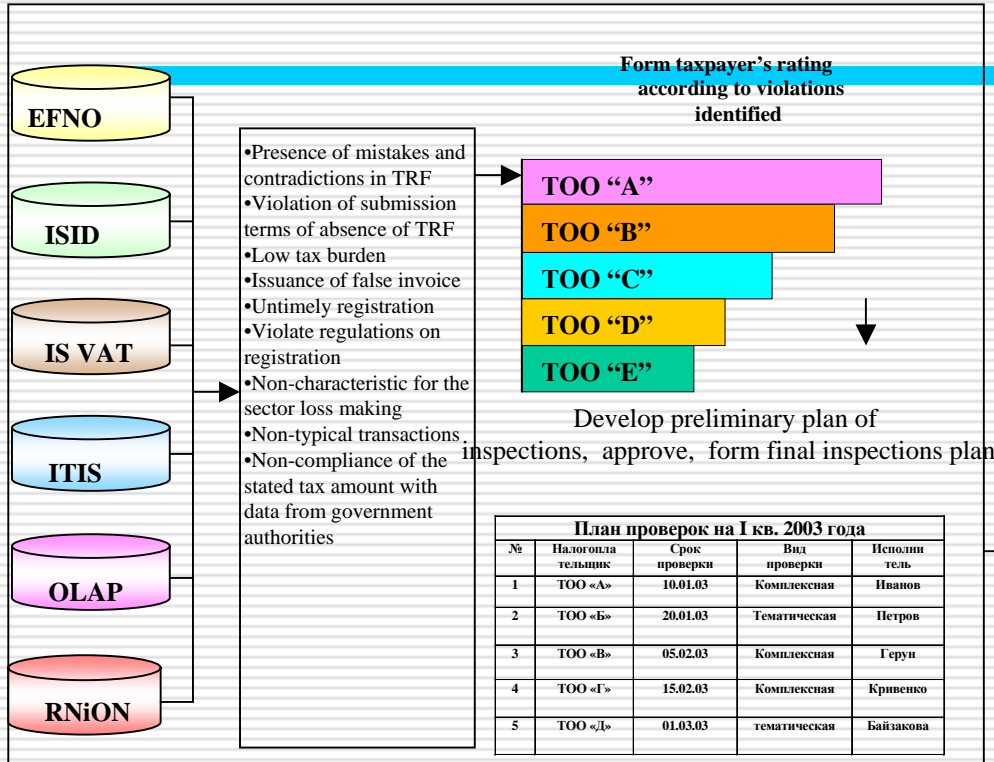 EFNO
ISID
IS VAT
ITIS
OLAP
RNiON
•Presence of mistakes and
contradictions in TRF
•Violation of submission
terms of absence of TRF
•Low tax burden
•Issuance of false invoice
•Untimely registration
•Violate regulations on
registration
•Non-characteristic for the
sector loss making
•Non-typical transactions
•Non-compliance of the
stated tax amount with
data from government
authorities
Form taxpayer’s rating
according to violations
identified
TOO “A”
TOO “B”
TOO “C”
TOO “D”
TOO “E”
Develop preliminary plan of
inspections, approve, form final inspections plan
План проверок на I кв. 2003 года
№ Налогопла Срок Вид Исполни
тельщик проверки проверки тель
1 ТОО «А» 10.01.03 Комплексная Иванов
2 ТОО «Б» 20.01.03 Тематическая Петров
3 ТОО «В» 05.02.03 Комплексная Герун
4 ТОО «Г» 15.02.03 Комплексная Кривенко
5 ТОО «Д» 01.03.03 тематическая Байзакова